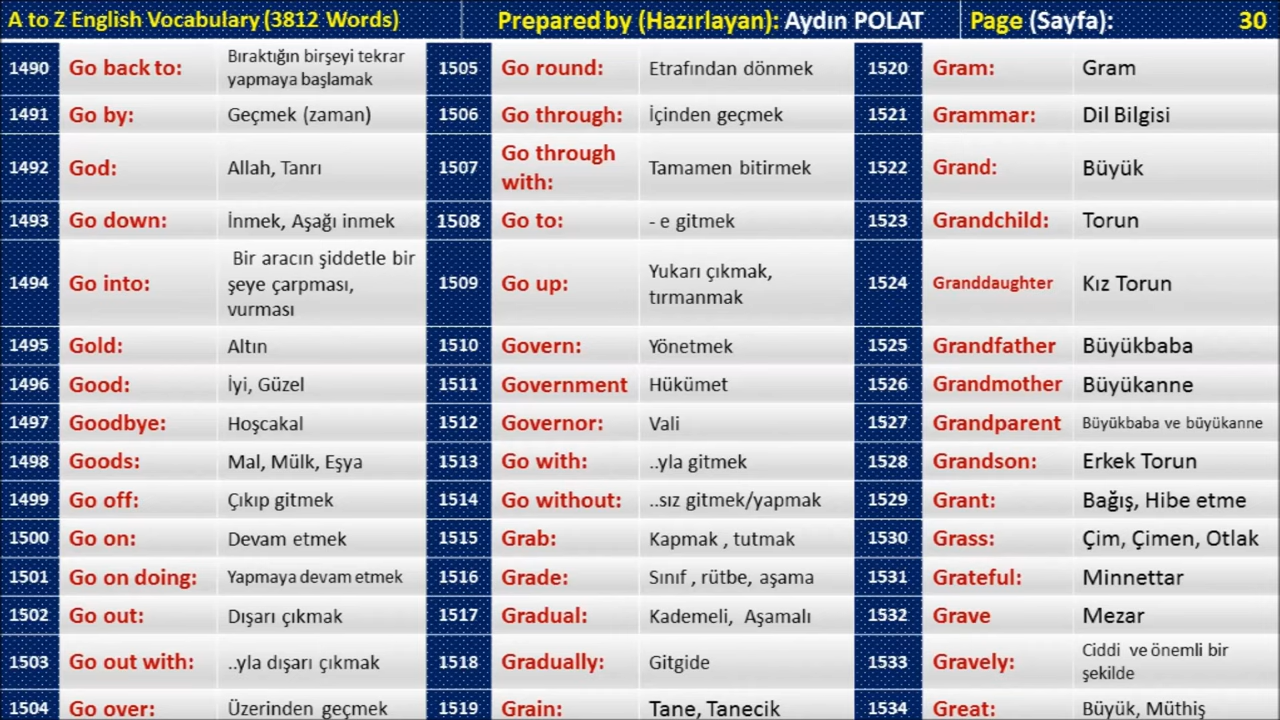 A to Z English Vocabulary (3812 Words) Prepared by (Hazırlayan): Aydın POLAT Page (Sayfa): 30
1490 Go back to: Bıraktığın birşeyi tekrar
yapmaya başlamak
1491 Go by: Geçmek (zaman)
1492 God: Allah, Tanrı
1493 Go down: İnmek, Aşağı inmek
1494 Go into: Bir aracın şiddetle bir
şeye çarpması,
vurması
1495 Gold: Altın
1496 Good: İyi, Güzel
1497 Goodbye: Hoşcakal
1498 Goods: Mal, Mülk, Eşya
1499 Go off: Çıkıp gitmek
1500 Go on: Devam etmek
1501 Go on doing: Yapmaya devam etmek
1502 Go out: Dışarı çıkmak
1503 Go out with: ..yla dışarı çıkmak
1504 Go over: Üzerinden geçmek
1505 Go round: Etrafından dönmek
1506 Go through: İçinden geçmek
1507 Go through
with: Tamamen bitirmek
1508 Go to: - e gitmek
1509 Go up: Yukarı çıkmak,
tırmanmak
1510 Govern: Yönetmek
1511 Government Hükümet
1512 Governor: Vali
1513 Go with: ..yla gitmek
1514 Go without: ..sız gitmek/yapmak
1515 Grab: Kapmak , tutmak
1516 Grade: Sınıf , rütbe, aşama
1517 Gradual: Kademeli, Aşamalı
1518 Gradually: Gitgide
1519 Grain: Tane, Tanecik
1520 Gram: Gram
1521 Grammar: Dil Bilgisi
1522 Grand: Büyük
1523 Grandchild: Torun
1524 Granddaughter Kız Torun
1525 Grandfather Büyükbaba
1526 Grandmother Büyükanne
1527 Grandparent Büyükbaba ve büyükanne
1528 Grandson: Erkek Torun
1529 Grant: Bağış, Hibe etme
1530 Grass: Çim, Çimen, Otlak
1531 Grateful: Minnettar
1532 Grave Mezar
1533 Gravely: Ciddi ve önemli bir
şekilde
1534 Great: Büyük, Müthiş